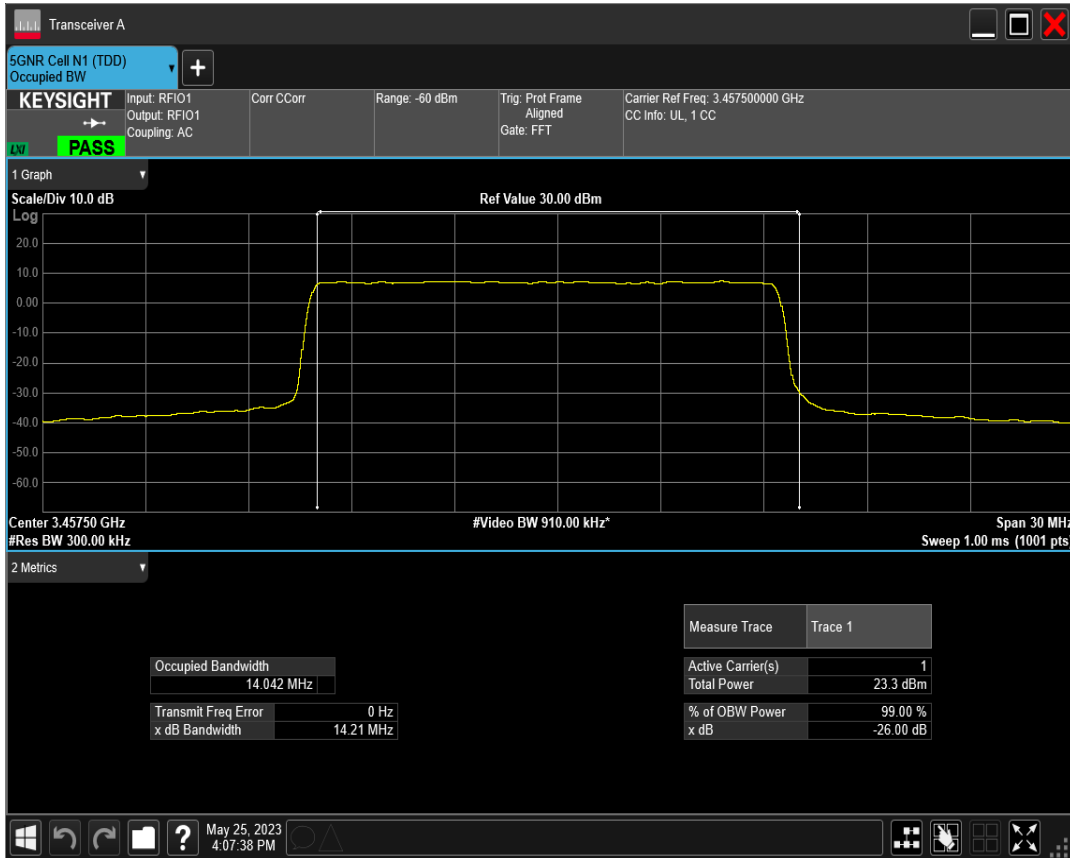 Transceiver A
5GNR Cell N1 (TDD)
Occupied BW
+
KEYSIGHT
LXI
PASS
Input: RFIO1
Output: RFIO1
Coupling: AC
Corr CCorr
Range: -60 dBm
Trig: Prot Frame
Aligned
Gate: FFT
Carrier Ref Freq: 3.457500000 GHz
CC Info: UL, 1 CC
1 Graph
Scale/Div 10.0 dB
Ref Value 30.00 dBm
Log
20.0
10.0
0.00
-10.0
-20.0
-30.0
-40.0
-50.0
-60.0
Center 3.45750 GHz
#Video BW 910.00 kHz*
Span 30 MHz
#Res BW 300.00 kHz
Sweep 1.00 ms (1001 pts)
2 Metrics
Measure Trace Trace 1
Occupied Bandwidth
14.042 MHz
Active Carrier(s) 1
Total Power 23.3 dBm
Transmit Freq Error 0 Hz
x dB Bandwidth 14.21 MHz
% of OBW Power 99.00 %
x dB -26.00 dB
?
May 25, 2023
4:07:38 PM